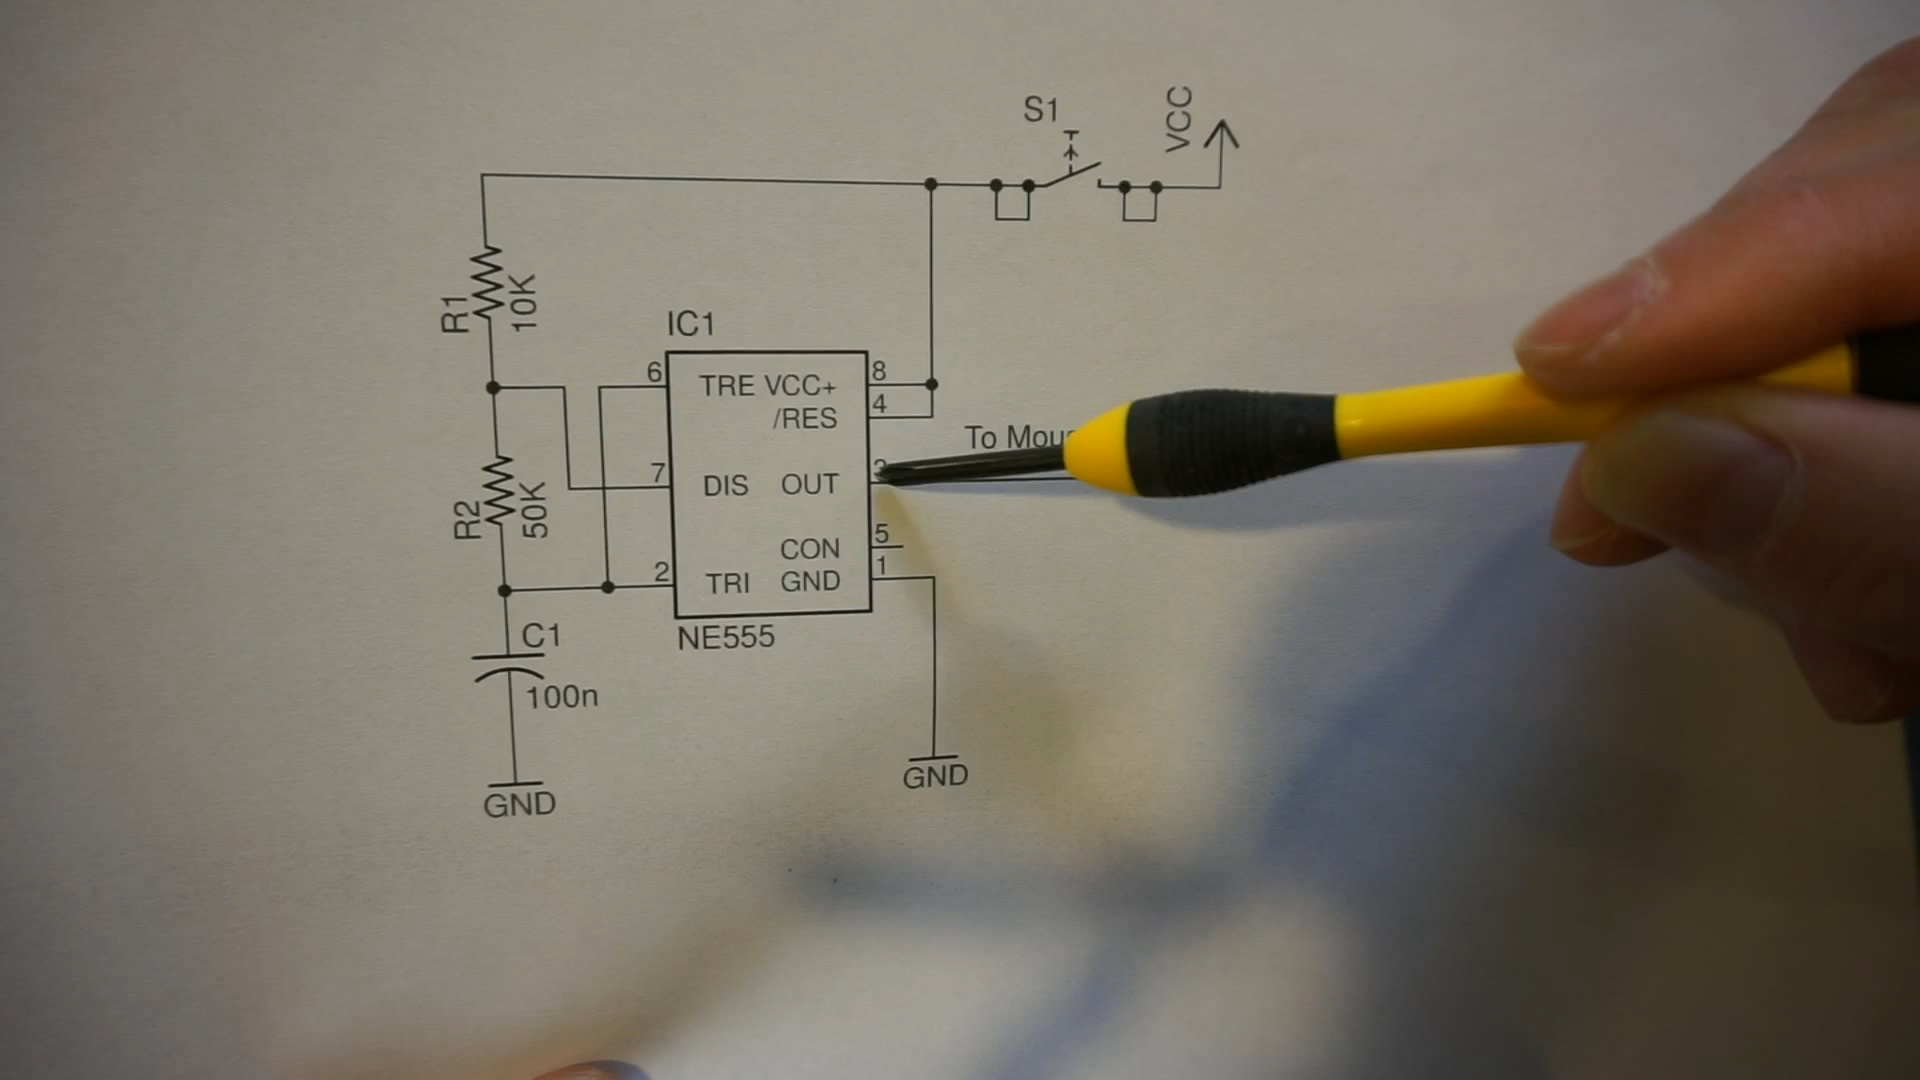 S1
VCC
R1
10K
IC1
6
TRE VCC+
8
/RES
4
To
7
DIS OUT
R2
50K
CON
5
2
TRI GND
1
C1
NE555
100n
GND
GND